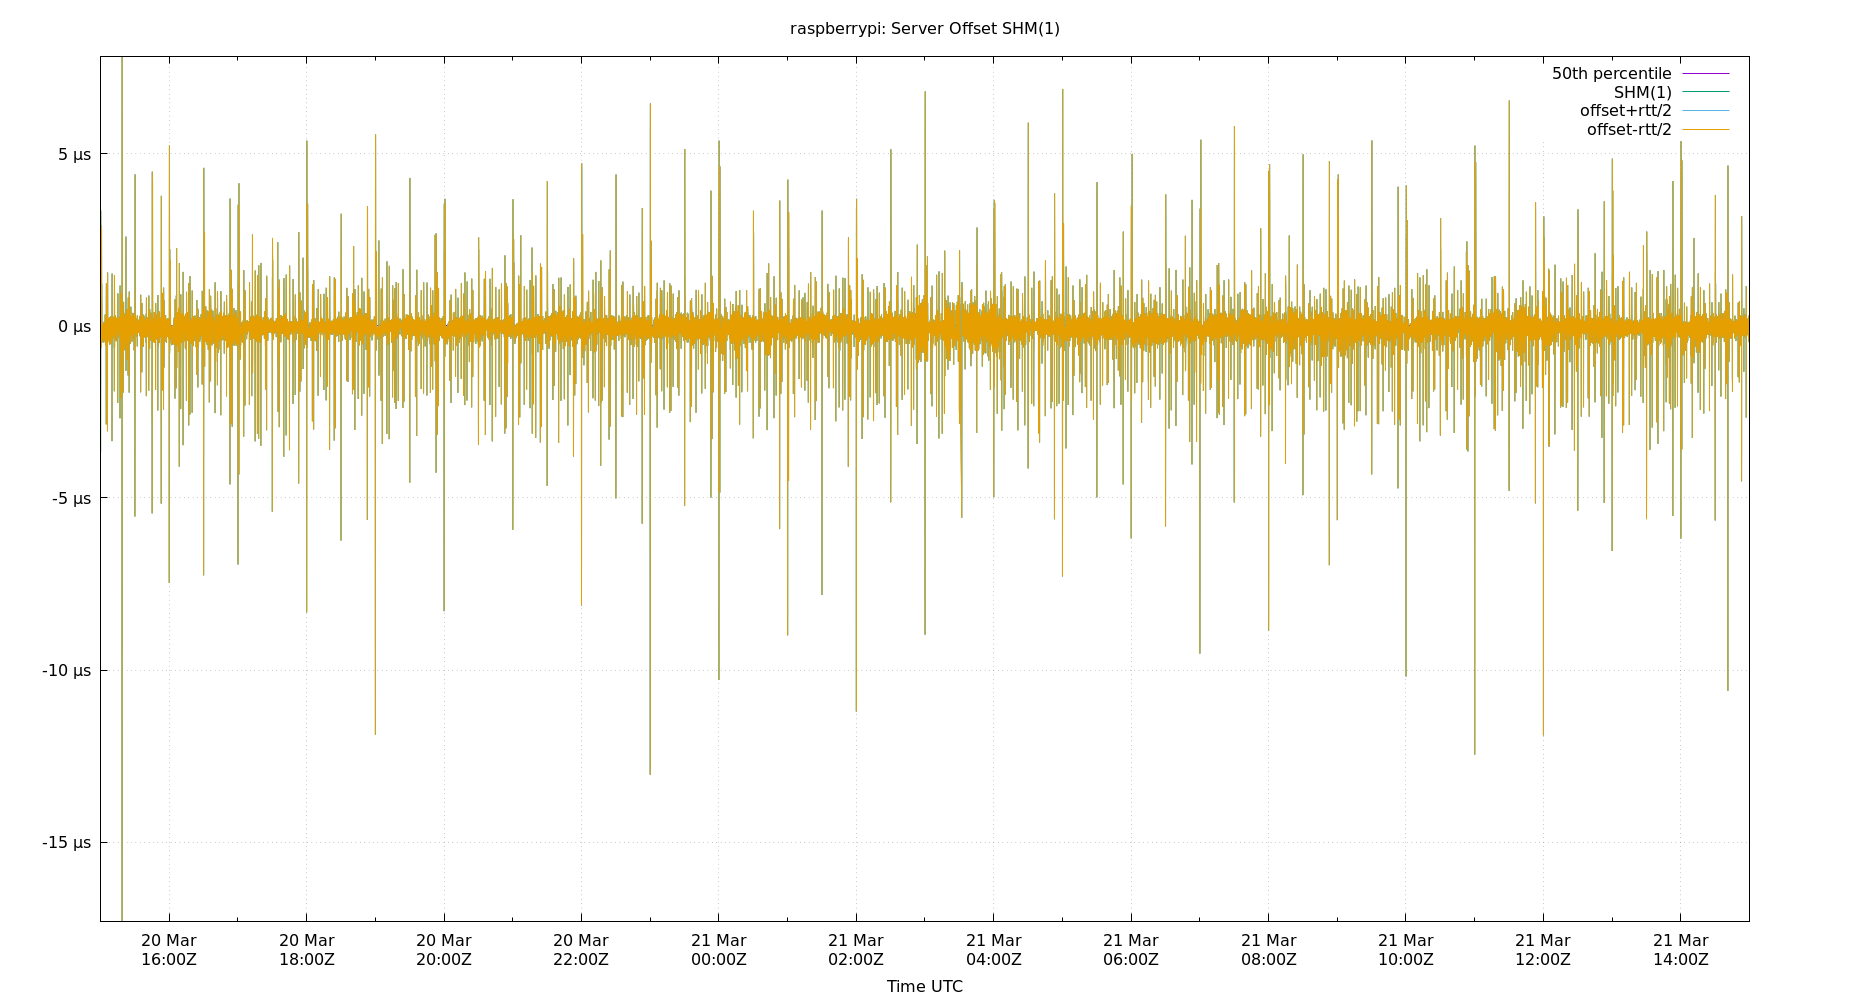 raspberrypi: Server Offset SHM(1)
50th percentile
SHM(1)
offset+rtt/2
offset-rtt/2
5 µs
0 µs
-5 µs
-10 µs
-15 µs
20 Mar 20 Mar 20 Mar 20 Mar 21 Mar 21 Mar 21 Mar 21 Mar 21 Mar 21 Mar 21 Mar 21 Mar
16:00Z 18:00Z 20:00Z 22:00Z 00:00Z 02:00Z 04:00Z 06:00Z 08:00Z 10:00Z 12:00Z 14:00Z
Time UTC